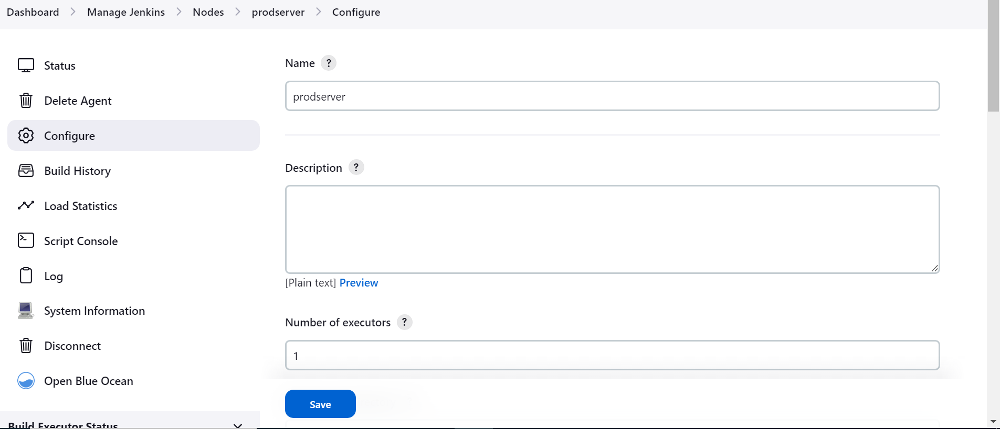 Dashboard > Manage Jenkins > Nodes > prodserver > Configure
Status
Delete Agent
Configure
Build History
Load Statistics
Script Console
Log
System Information
Disconnect
Open Blue Ocean
Build Executor Status
Name ?
prodserver
Description ?
[Plain text] Preview
Number of executors ?
1
Save